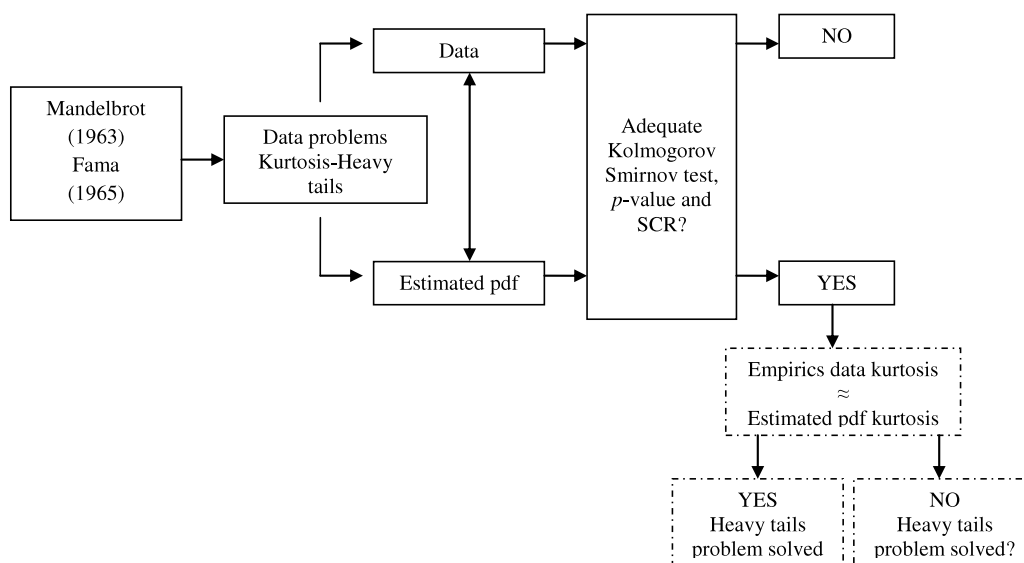 Mandelbrot
(1963)
Fama
(1965)
Data problems
Kurtosis-Heavy
tails
Data
Estimated pdf
Adequate
Kolmogorov
Smirnov test,
p-value and
SCR?
NO
YES
Empirics data kurtosis
≈
Estimated pdf kurtosis
YES
Heavy tails
problem solved
NO
Heavy tails
problem solved?